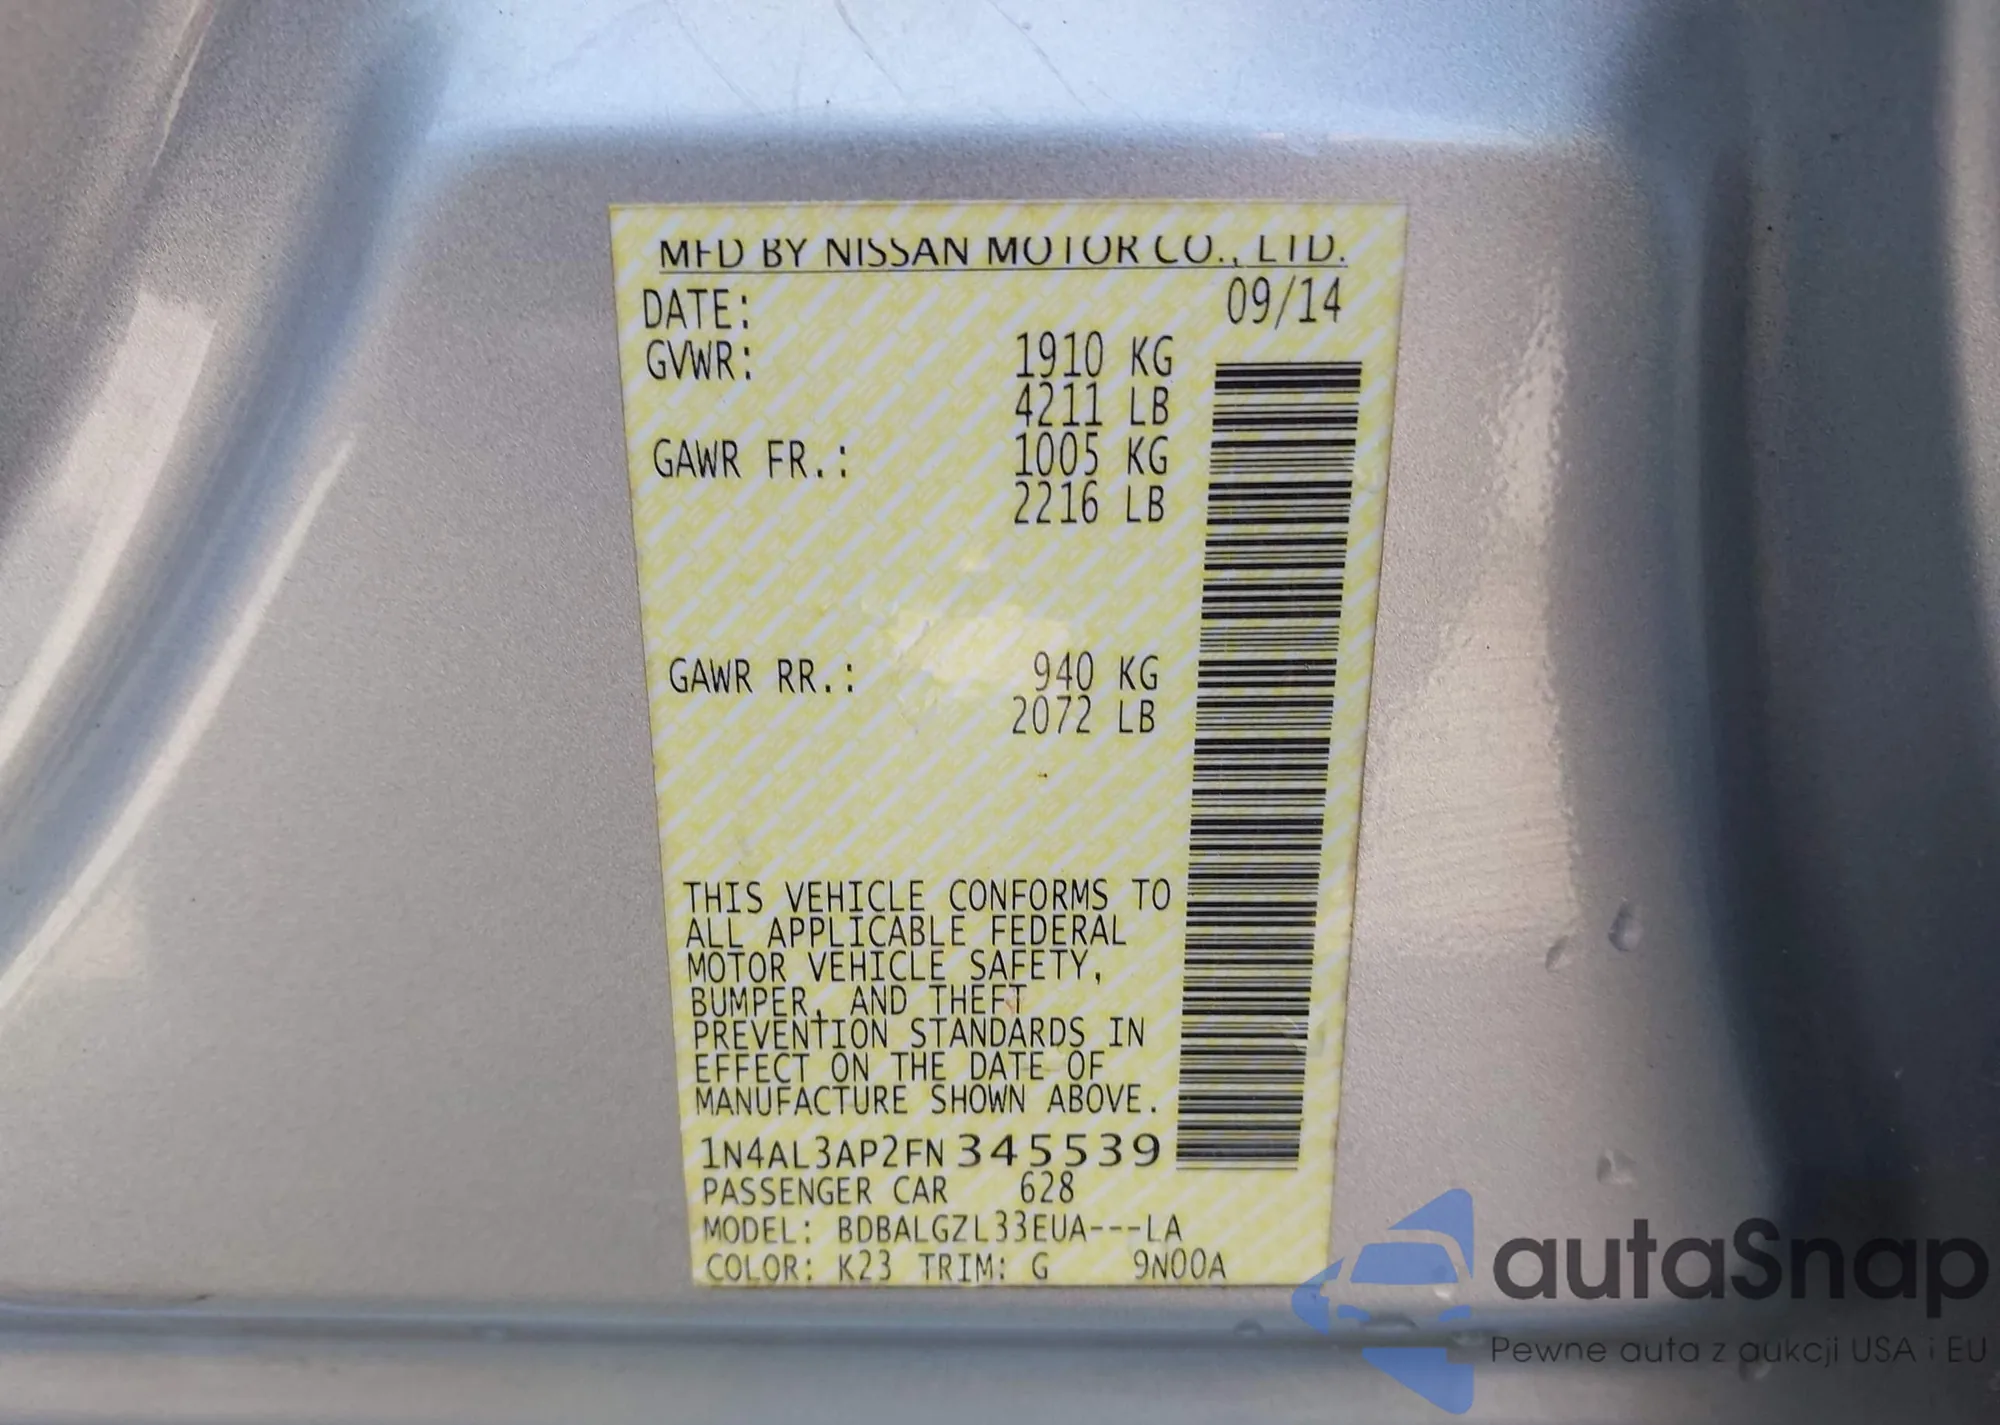 MFD BY NISSAN MOTOR CO., LTD.
DATE: 09/14
GVWR: 1910 KG
4211 LB
GAWR FR.: 1005 KG
2216 LB
GAWR RR.: 940 KG
2072 LB
THIS VEHICLE CONFORMS TO
ALL APPLICABLE FEDERAL
MOTOR VEHICLE SAFETY,
BUMPER, AND THEFT
PREVENTION STANDARDS IN
EFFECT ON THE DATE OF
MANUFACTURE SHOWN ABOVE.
1N4AL3AP2FN345539
PASSENGER CAR 628
MODEL: BDBALGZL33EUA---LA
COLOR: K23 TRIM: G 9N00A
autaSnap
Pewne auta z aukcji USA i EU